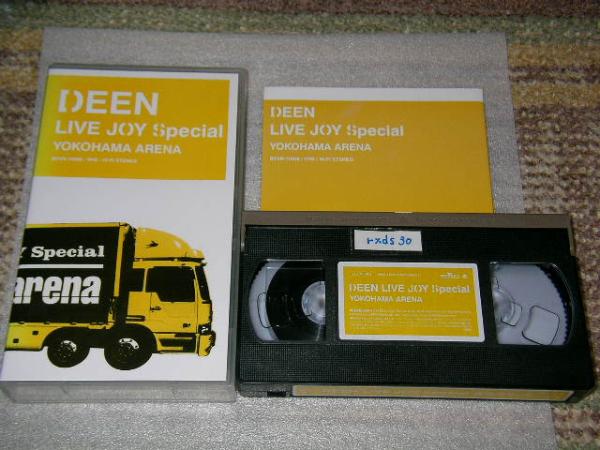 DEEN
LIVE JOY Special
YOKOHAMA ARENA
Y Special
arena
DEEN
LIVE JOY Special
YOKOHAMA ARENA
rxds 30
DEEN LIVE JOY Special
YOKOHAMA ARENA